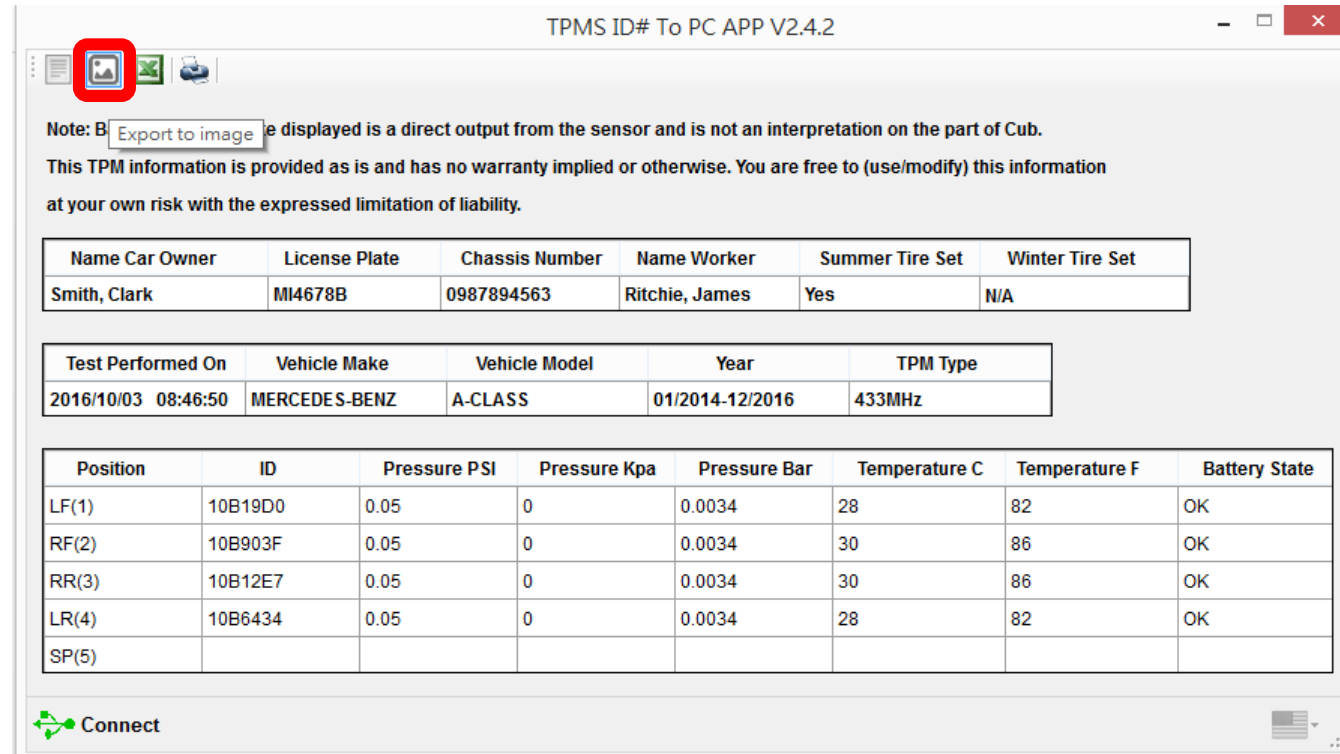 TPMS ID# To PC APP V2.4.2
Export to image
Note: B e displayed is a direct output from the sensor and is not an interpretation on the part of Cub.
This TPM information is provided as is and has no warranty implied or otherwise. You are free to (use/modify) this information
at your own risk with the expressed limitation of liability.
Name Car Owner License Plate Chassis Number Name Worker Summer Tire Set Winter Tire Set
Smith, Clark MI4678B 0987894563 Ritchie, James Yes N/A
Test Performed On Vehicle Make Vehicle Model Year TPM Type
2016/10/03 08:46:50 MERCEDES-BENZ A-CLASS 01/2014-12/2016 433MHz
Position ID Pressure PSI Pressure Kpa Pressure Bar Temperature C Temperature F Battery State
LF(1) 10B19D0 0.05 0 0.0034 28 82 OK
RF(2) 10B903F 0.05 0 0.0034 30 86 OK
RR(3) 10B12E7 0.05 0 0.0034 30 86 OK
LR(4) 10B6434 0.05 0 0.0034 28 82 OK
SP(5)
Connect